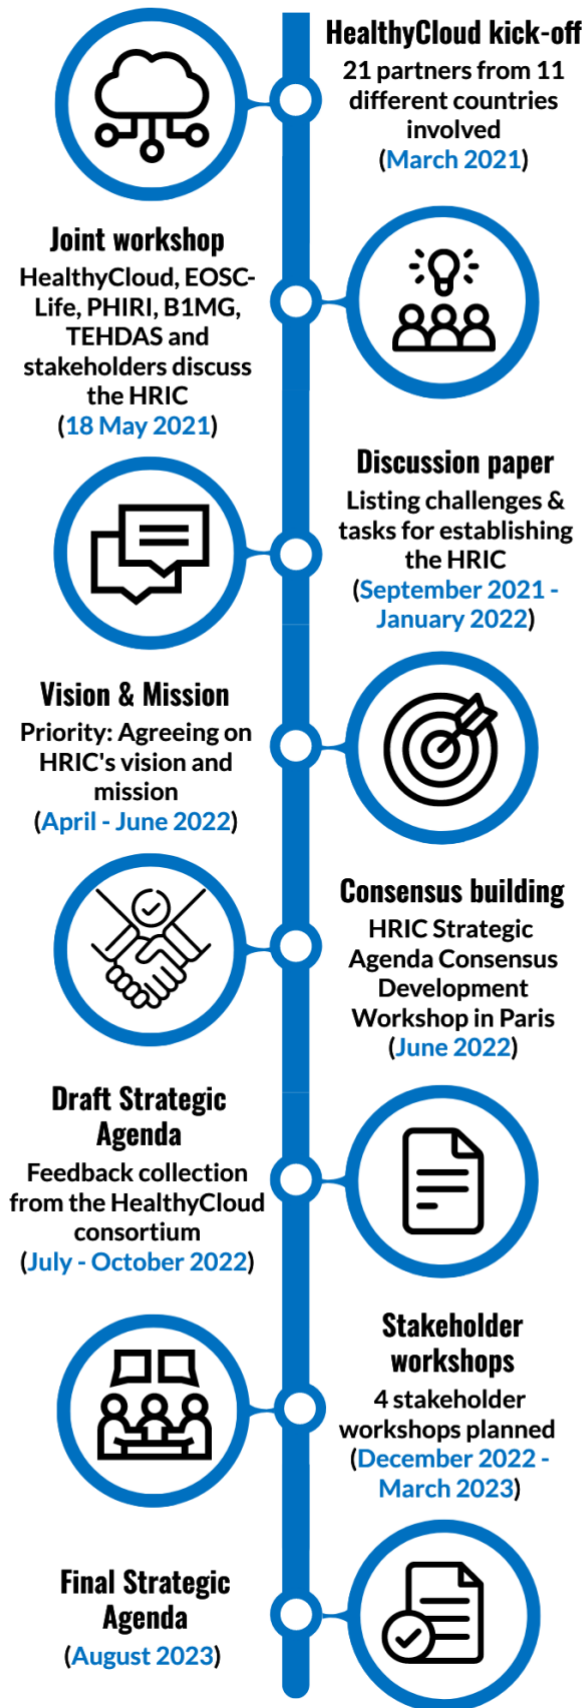 HealthyCloud kick-off
21 partners from 11
different countries
involved
(March 2021)
Joint workshop
HealthyCloud, EOSC-
Life, PHIRI, B1MG,
TEHDAS and
stakeholders discuss
the HRIC
(18 May 2021)
Discussion paper
Listing challenges &
tasks for establishing
the HRIC
(September 2021 -
January 2022)
Vision & Mission
Priority: Agreeing on
HRIC's vision and
mission
(April - June 2022)
Consensus building
HRIC Strategic
Agenda Consensus
Development
Workshop in Paris
(June 2022)
Draft Strategic
Agenda
Feedback collection
from the HealthyCloud
consortium
(July - October 2022)
Stakeholder
workshops
4 stakeholder
workshops planned
(December 2022 -
March 2023)
Final Strategic
Agenda
(August 2023)